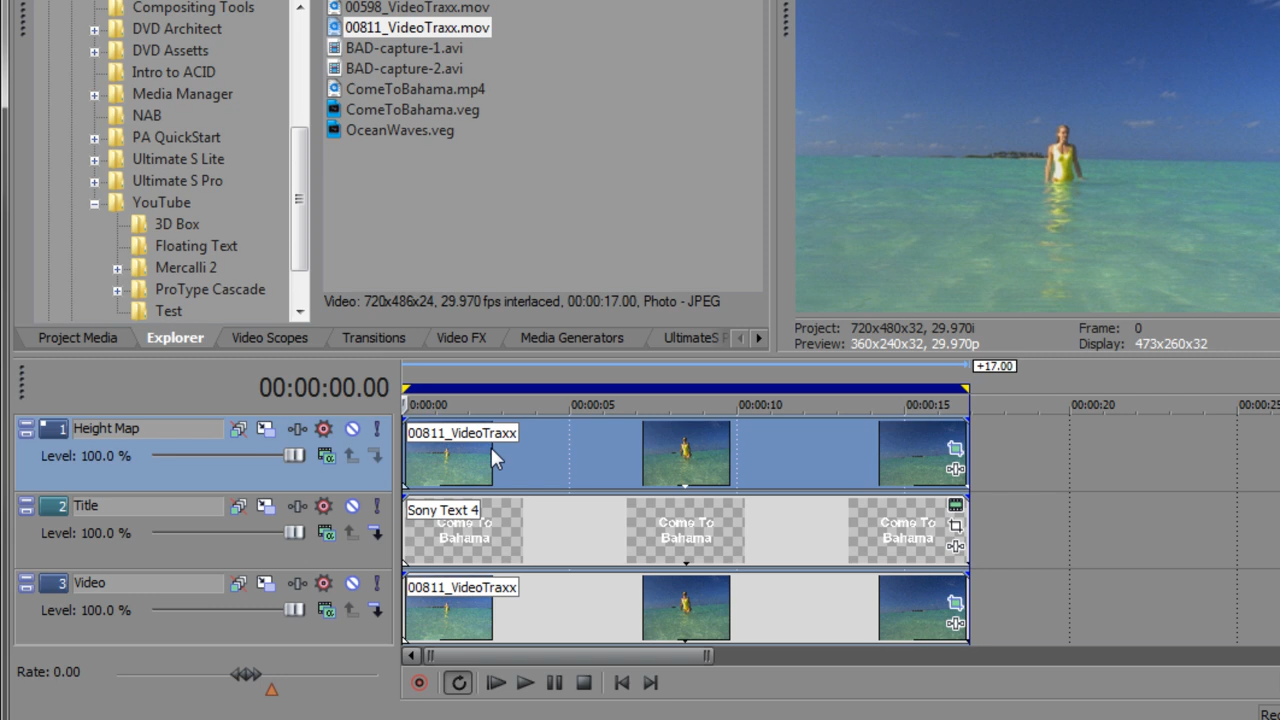 Compositing Tools
DVD Architect
DVD Assetts
Intro to ACID
Media Manager
NAB
PA QuickStart
Ultimate S Lite
Ultimate S Pro
YouTube
3D Box
Floating Text
Mercalli 2
ProType Cascade
Test
00598_VideoTraxx.mov
00811_VideoTraxx.mov
BAD-capture-1.avi
BAD-capture-2.avi
ComeToBahama.mp4
ComeToBahama.veg
OceanWaves.veg
Video: 720x486x24, 29.970 fps interlaced, 00:00:17.00, Photo - JPEG
Project Media Explorer Video Scopes Transitions Video FX Media Generators UltimateS
Project: 720x480x32, 29.970i Frame: 0
Preview: 360x240x32, 29.970p Display: 473x260x32
+17.00
00:00:00.00
0:00:00 00:00:05 00:00:10 00:00:15 00:00:20 00:00:25
1 Height Map
Level: 100.0 %
00811_VideoTraxx
2 Title
Level: 100.0 %
Sony Text 4
Come To
Bahama
Come To
Bahama
Come To
Bahama
3 Video
Level: 100.0 %
00811_VideoTraxx
Rate: 0.00